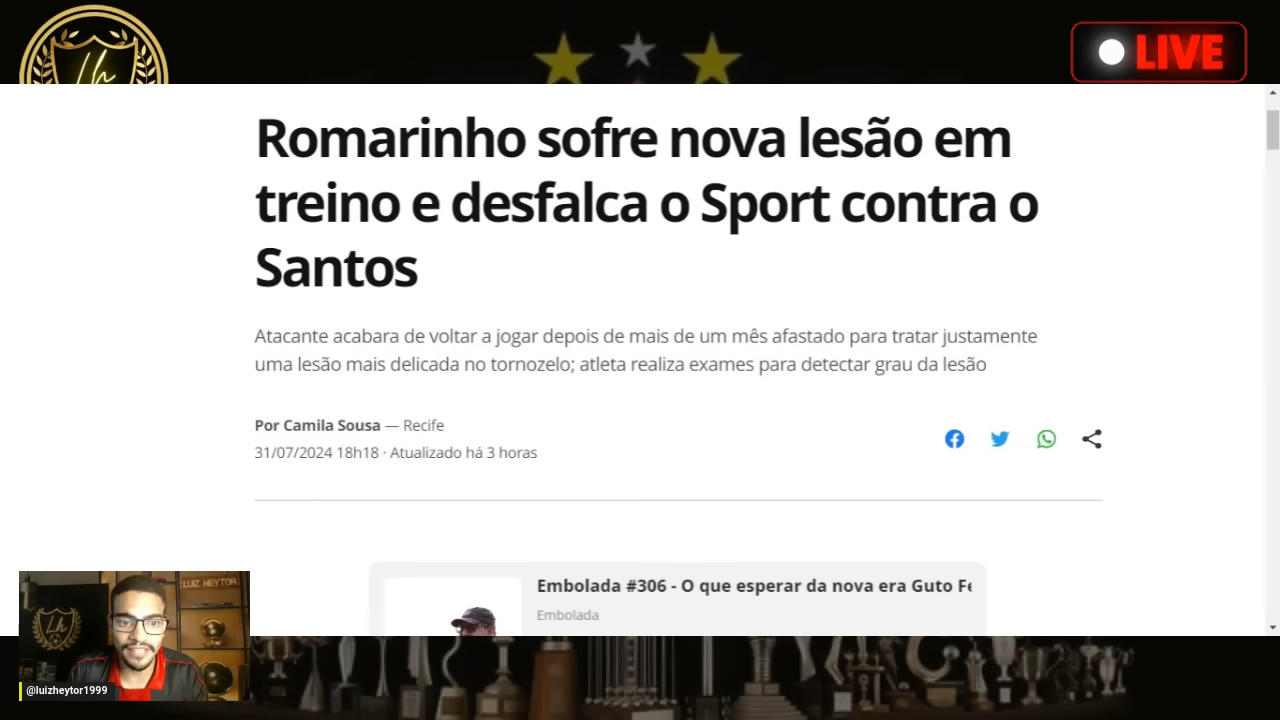 Lh
LIVE
Romarinho sofre nova lesão em
treino e desfalca o Sport contra o
Santos
Atacante acabara de voltar a jogar depois de mais de um mês afastado para tratar justamente
uma lesão mais delicada no tornozelo; atleta realiza exames para detectar grau da lesão
Por Camila Sousa — Recife
31/07/2024 18h18 · Atualizado há 3 horas
Embolada #306 - O que esperar da nova era Guto Fe
Embolada
LUIZ HEYTOR
Lh
@luizheytor1999